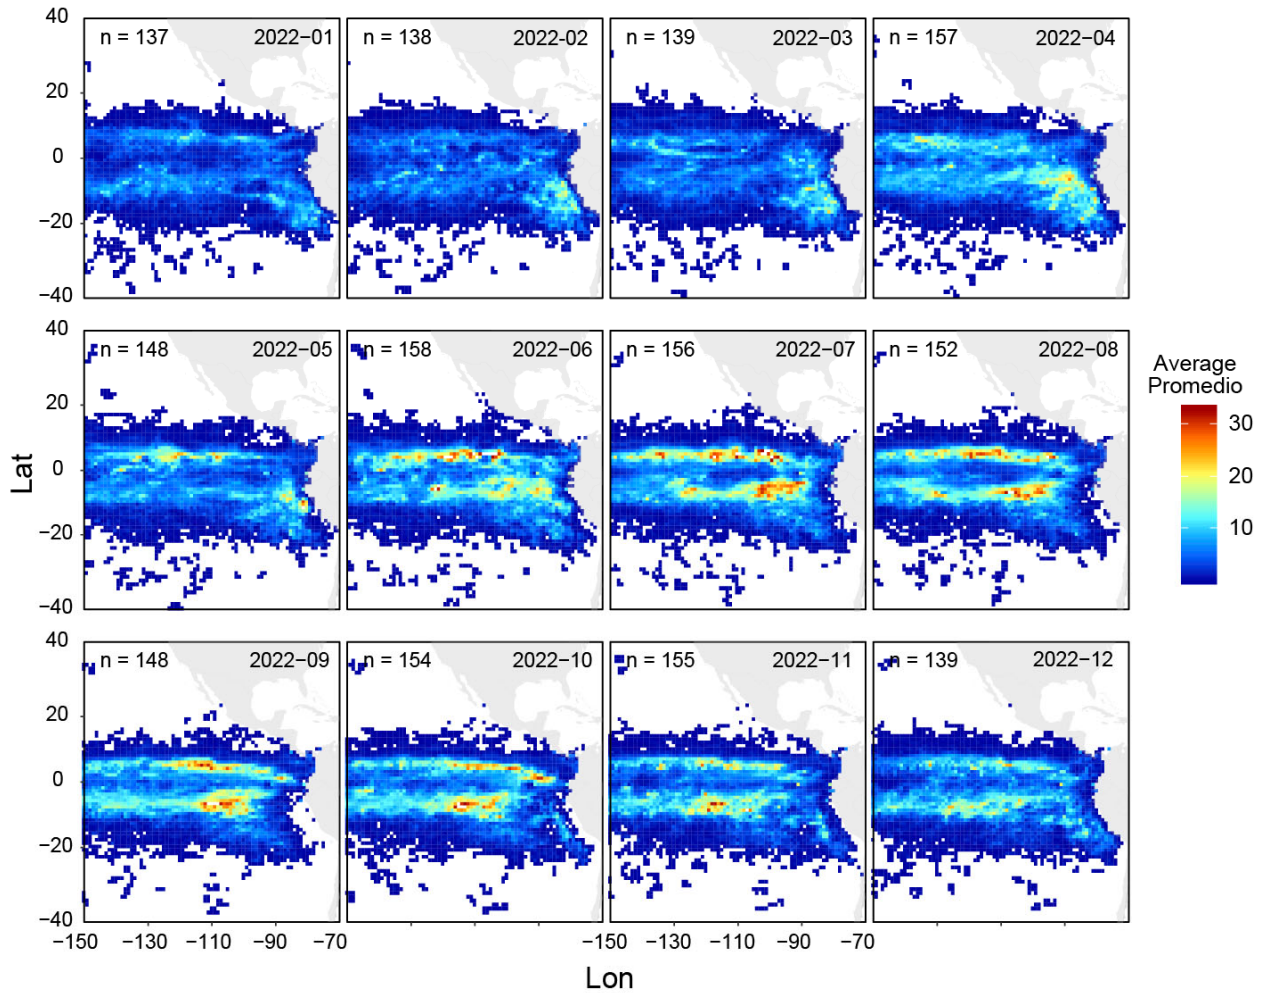 40
n = 137 2022−01
n = 138 2022-02
n = 139 2022−03
n = 157 2022−04
20
0
−20
−40
40
n = 148 2022−05
n = 158 2022−06
n = 156 2022−07
n = 152 2022−08
20
0
−20
−40
Lat
Average
Promedio
30
20
10
40
n = 148 2022−09
n = 154 2022−10
n = 155 2022−11
n = 139 2022−12
20
0
−20
−40
−150 −130 −110 −90 −70
−150 −130 −110 −90 −70
Lon